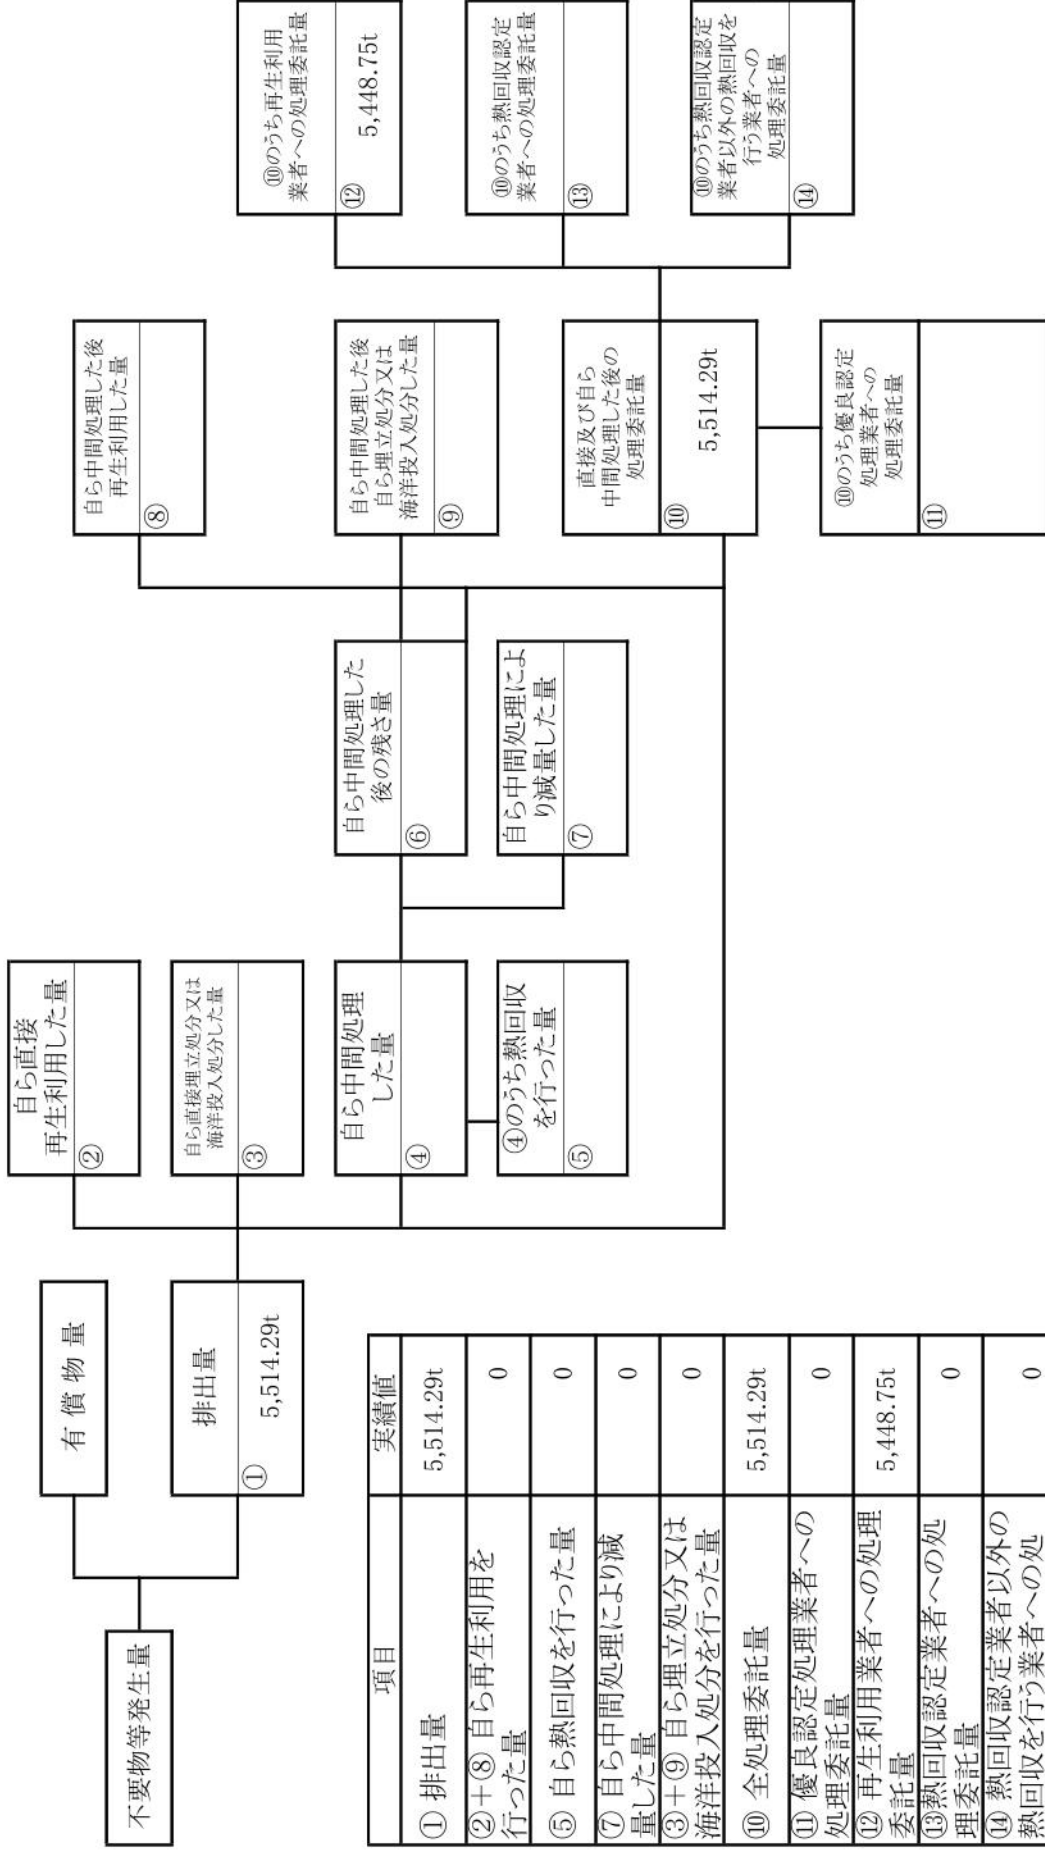 不要物等発生量
有償物量
排出量
①
5,514.29t
自ら直接
再生利用した量
②
自ら直接埋立処分又は
海洋投入処分した量
③
自ら中間処理
した量
④
④のうち熱回収
を行った量
⑤
自ら中間処理した
後の残さ量
⑥
自ら中間処理によ
り減量した量
⑦
自ら中間処理した後
再生利用した量
⑧
自ら中間処理した後
自ら埋立処分又は
海洋投入処分した量
⑨
直接及び自ら
中間処理した後の
処理委託量
⑩
5,514.29t
⑩のうち優良認定
処理業者への
処理委託量
⑪
⑩のうち再生利用
業者への処理委託量
⑫
5,448.75t
⑩のうち熱回収認定
業者への処理委託量
⑬
⑩のうち熱回収認定
業者以外の熱回収を
行う業者への
処理委託量
⑭
項目 実績値
① 排出量 5,514.29t
②+⑧ 自ら再生利用を
行った量 0
⑤ 自ら熱回収を行った量 0
⑦ 自ら中間処理により減
量した量 0
③+⑨ 自ら埋立処分又は
海洋投入処分を行った量 0
⑩ 全処理委託量 5,514.29t
⑪ 優良認定処理業者への
処理委託量 0
⑫ 再生利用業者への処理
委託量 5,448.75t
⑬熱回収認定業者への処
理委託量 0
⑭ 熱回収認定業者以外の
熱回収を行う業者への処 0